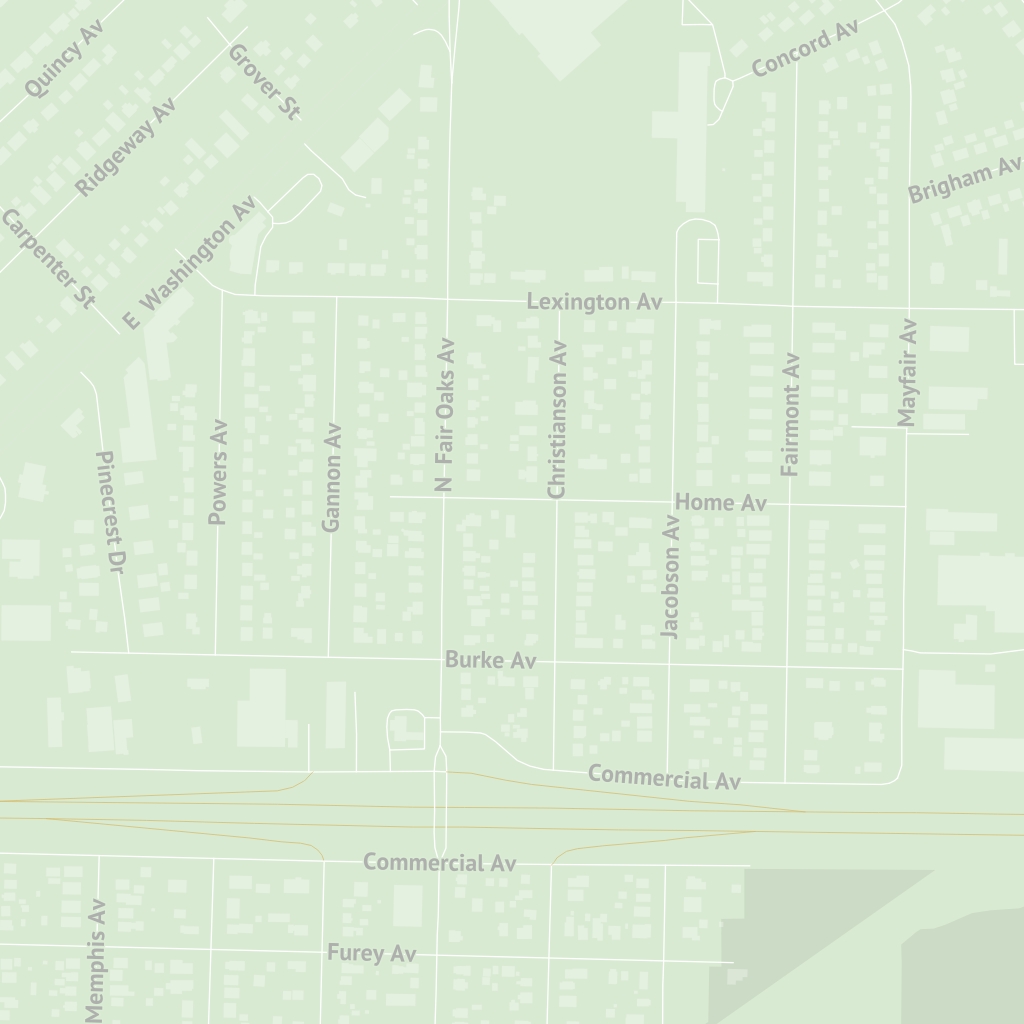 Quincy Av
Grover St
Concord Av
Ridgeway Av
Brigham Av
Carpenter St
E Washington Av
Lexington Av
Mayfair Av
N Fair Oaks Av
Christianson Av
Fairmont Av
Powers Av
Gannon Av
Pinecrest Dr
Home Av
Jacobson Av
Burke Av
Commercial Av
Commercial Av
Memphis Av
Furey Av